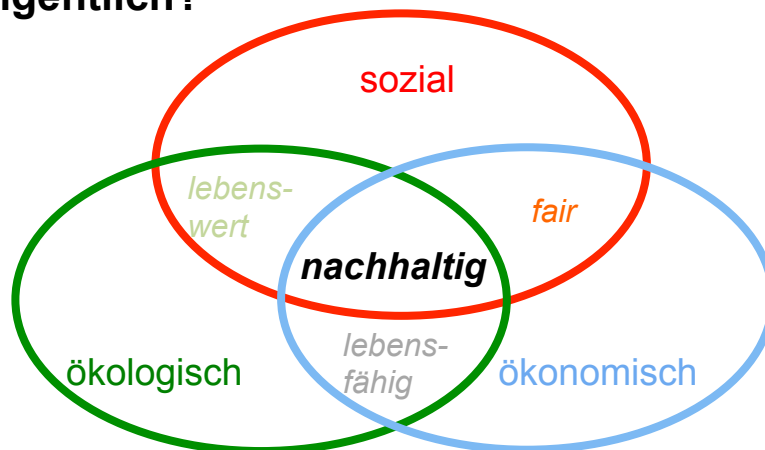 sozial
lebens-
wert
fair
nachhaltig
lebens-
fähig
ökologisch
ökonomisch